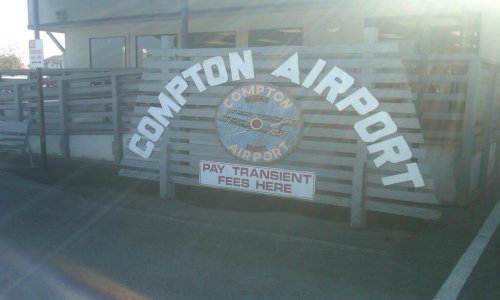 COMPTON AIRPORT
COMPTON
AIRPORT
PAY TRANSIENT
FEES HERE